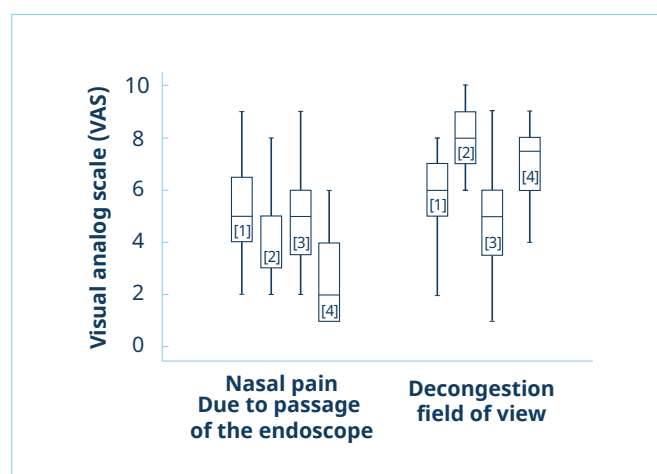 Visual analog scale (VAS)
10
8
6
4
2
0
[1]
[2]
[3]
[4]
[1]
[2]
[3]
[4]
Nasal pain
Due to passage
of the endoscope
Decongestion
field of view